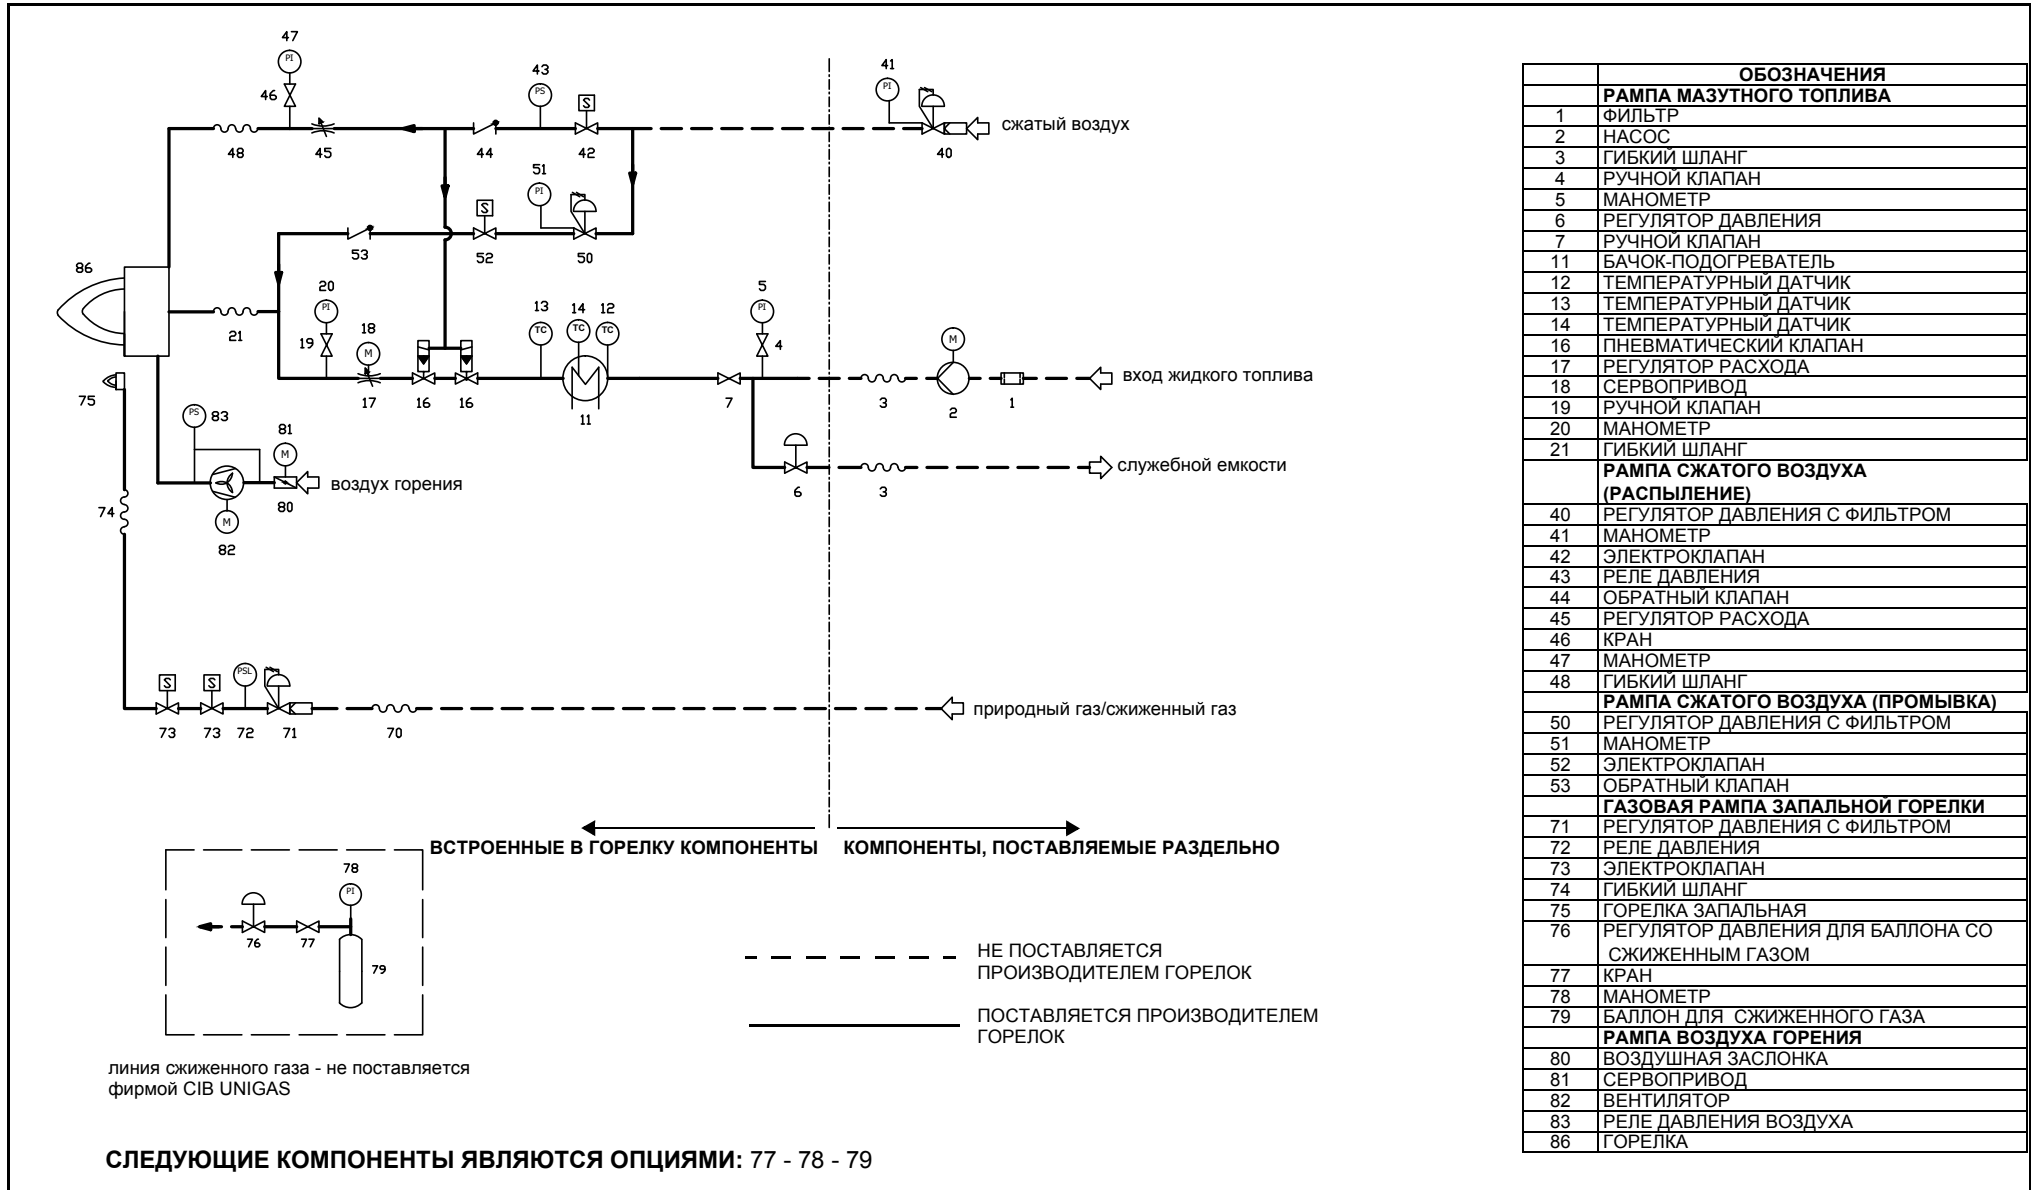 47
PI
46
48
45
44
43
PS
S
42
41
PI
40
сжатый воздух
51
PI
S
53
52
50
86
20
PI
19
18
M
21
17
16
16
13
TC
14
TC
12
TC
11
5
PI
4
7
M
3
2
1
вход жидкого топлива
6
3
служебной емкости
75
PS
83
81
M
80
воздух горения
M
82
74
S
S
PSL
73
73
72
71
70
природный газ/сжиженный газ
ВСТРОЕННЫЕ В ГОРЕЛКУ КОМПОНЕНТЫ
КОМПОНЕНТЫ, ПОСТАВЛЯЕМЫЕ РАЗДЕЛЬНО
78
PI
76
77
79
линия сжиженного газа - не поставляется
фирмой CIB UNIGAS
НЕ ПОСТАВЛЯЕТСЯ
ПРОИЗВОДИТЕЛЕМ ГОРЕЛОК
ПОСТАВЛЯЕТСЯ ПРОИЗВОДИТЕЛЕМ
ГОРЕЛОК
СЛЕДУЮЩИЕ КОМПОНЕНТЫ ЯВЛЯЮТСЯ ОПЦИЯМИ: 77 - 78 - 79
ОБОЗНАЧЕНИЯ
РАМПА МАЗУТНОГО ТОПЛИВА
1 ФИЛЬТР
2 НАСОС
3 ГИБКИЙ ШЛАНГ
4 РУЧНОЙ КЛАПАН
5 МАНОМЕТР
6 РЕГУЛЯТОР ДАВЛЕНИЯ
7 РУЧНОЙ КЛАПАН
11 БАЧОК-ПОДОГРЕВАТЕЛЬ
12 ТЕМПЕРАТУРНЫЙ ДАТЧИК
13 ТЕМПЕРАТУРНЫЙ ДАТЧИК
14 ТЕМПЕРАТУРНЫЙ ДАТЧИК
16 ПНЕВМАТИЧЕСКИЙ КЛАПАН
17 РЕГУЛЯТОР РАСХОДА
18 СЕРВОПРИВОД
19 РУЧНОЙ КЛАПАН
20 МАНОМЕТР
21 ГИБКИЙ ШЛАНГ
РАМПА СЖАТОГО ВОЗДУХА
(РАСПЫЛЕНИЕ)
40 РЕГУЛЯТОР ДАВЛЕНИЯ С ФИЛЬТРОМ
41 МАНОМЕТР
42 ЭЛЕКТРОКЛАПАН
43 РЕЛЕ ДАВЛЕНИЯ
44 ОБРАТНЫЙ КЛАПАН
45 РЕГУЛЯТОР РАСХОДА
46 КРАН
47 МАНОМЕТР
48 ГИБКИЙ ШЛАНГ
РАМПА СЖАТОГО ВОЗДУХА (ПРОМЫВКА)
50 РЕГУЛЯТОР ДАВЛЕНИЯ С ФИЛЬТРОМ
51 МАНОМЕТР
52 ЭЛЕКТРОКЛАПАН
53 ОБРАТНЫЙ КЛАПАН
ГАЗОВАЯ РАМПА ЗАПАЛЬНОЙ ГОРЕЛКИ
71 РЕГУЛЯТОР ДАВЛЕНИЯ С ФИЛЬТРОМ
72 РЕЛЕ ДАВЛЕНИЯ
73 ЭЛЕКТРОКЛАПАН
74 ГИБКИЙ ШЛАНГ
75 ГОРЕЛКА ЗАПАЛЬНАЯ
76 РЕГУЛЯТОР ДАВЛЕНИЯ ДЛЯ БАЛЛОНА СО
СЖИЖЕННЫМ ГАЗОМ
77 КРАН
78 МАНОМЕТР
79 БАЛЛОН ДЛЯ СЖИЖЕННОГО ГАЗА
РАМПА ВОЗДУХА ГОРЕНИЯ
80 ВОЗДУШНАЯ ЗАСЛОНКА
81 СЕРВОПРИВОД
82 ВЕНТИЛЯТОР
83 РЕЛЕ ДАВЛЕНИЯ ВОЗДУХА
86 ГОРЕЛКА